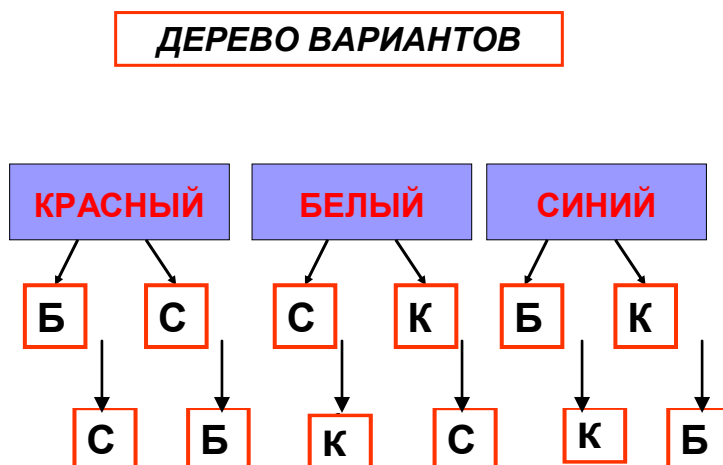 ДЕРЕВО ВАРИАНТОВ
КРАСНЫЙ БЕЛЫЙ СИНИЙ
Б С С К Б К
С Б К С К Б